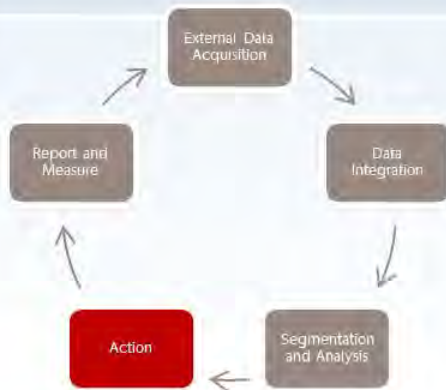 External Data
Acquisition
Data
Integration
Segmentation
and Analysis
Action
Report and
Measure